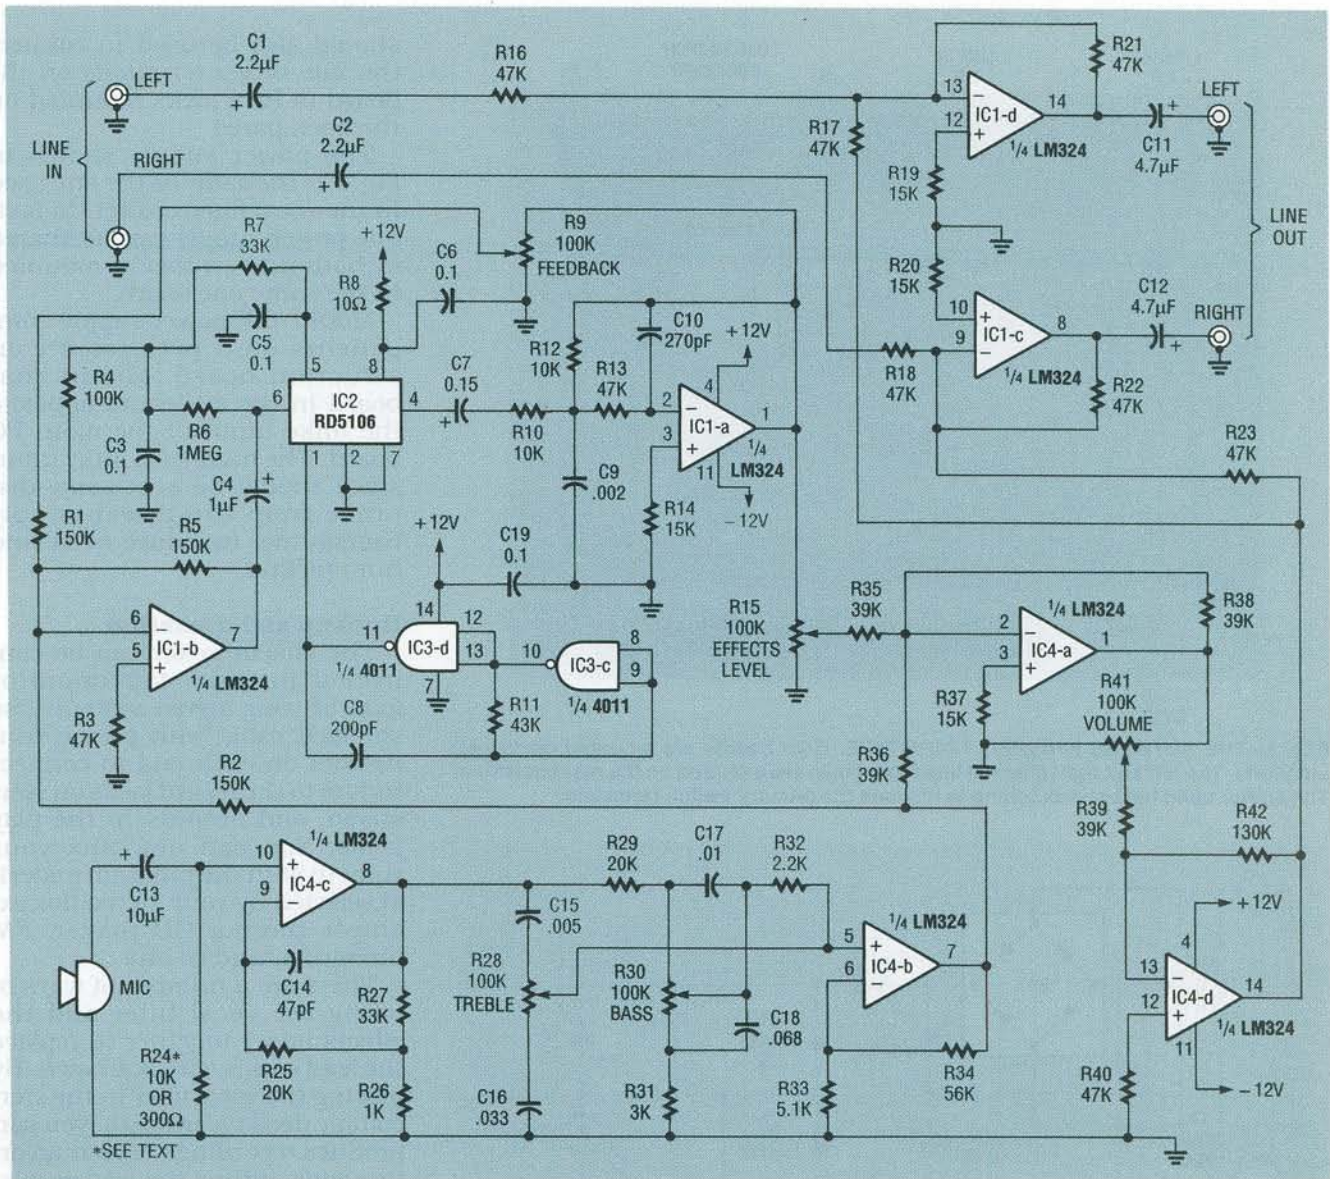 C1
2.2µF
LEFT
+
R16
47K
C2
2.2µF
RIGHT
+
LINE
IN
R21
47K
13
−
12
+
14
IC1-d
1/4 LM324
C11
4.7µF
+
LEFT
R17
47K
R19
15K
R20
15K
LINE
OUT
10
+
9
−
8
IC1-c
1/4 LM324
C12
4.7µF
+
RIGHT
R18
47K
R22
47K
R23
47K
R7
33K
+12V
R8
10Ω
C6
0.1
R9
100K
FEEDBACK
C5
0.1
R4
100K
C3
0.1
R6
1MEG
C4
1µF
+
5
8
6
4
IC2
RD5106
1
2
7
C7
0.15
+
R10
10K
R12
10K
R13
47K
C10
270pF
C9
.002
+12V
4
2
−
3
+
1
IC1-a
11
1/4
LM324
−12V
R14
15K
R1
150K
R5
150K
6
−
5
+
7
IC1-b
1/4 LM324
R3
47K
+12V
C19
0.1
14
12
13
11
IC3-d
1/4 4011
7
10
IC3-c
8
9
1/4 4011
R11
43K
C8
200pF
R15
100K
EFFECTS
LEVEL
R35
39K
R36
39K
1/4 LM324
2
−
3
+
1
IC4-a
R38
39K
R37
15K
R41
100K
VOLUME
R39
39K
R42
130K
R2
150K
1/4 LM324
10
+
9
−
8
IC4-c
+
C13
10µF
MIC
C14
47pF
R27
33K
R25
20K
R26
1K
R24*
10K
OR
300Ω
*SEE TEXT
C15
.005
R28
100K
TREBLE
C16
.033
R29
20K
C17
.01
R32
2.2K
R30
100K
BASS
C18
.068
R31
3K
1/4 LM324
5
+
6
−
7
IC4-b
R33
5.1K
R34
56K
+12V
4
13
−
12
+
14
IC4-d
1/4 LM324
11
−12V
R40
47K